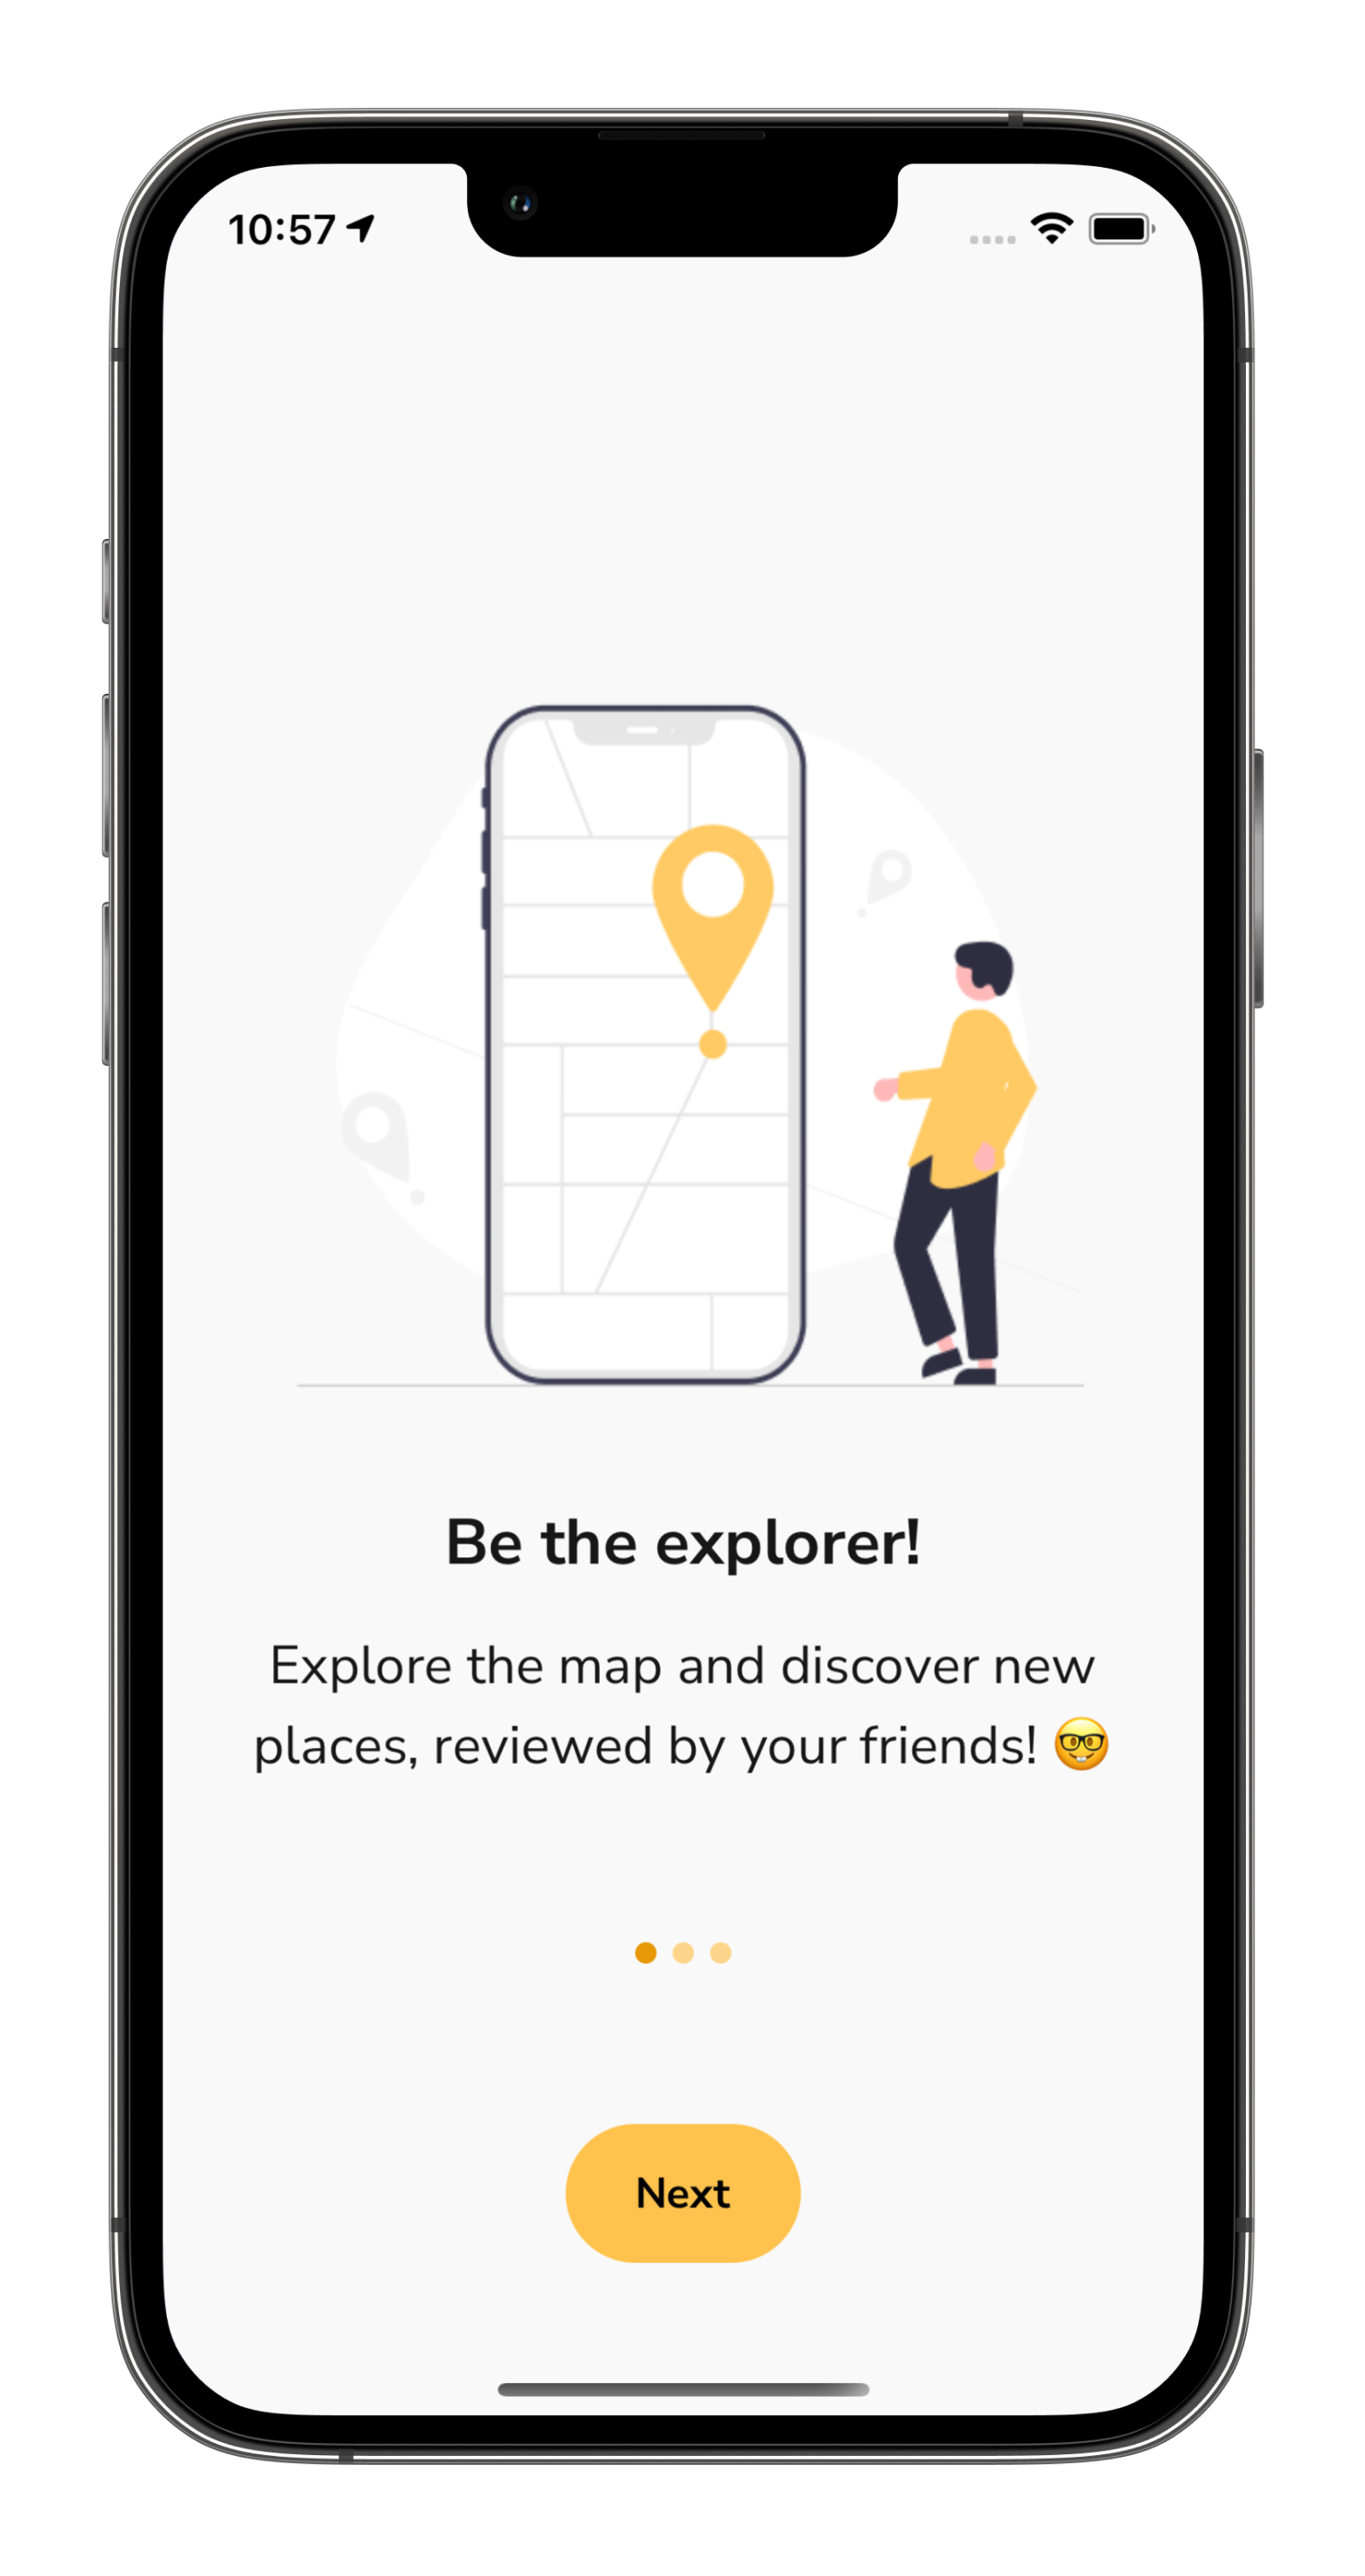 10:57
Be the explorer!
Explore the map and discover new
places, reviewed by your friends! 🤓
Next